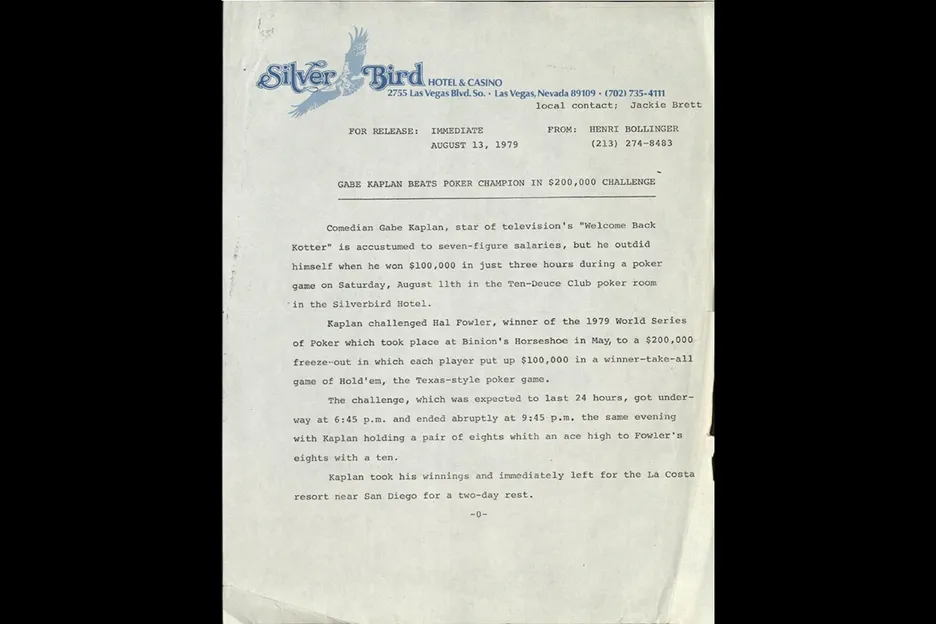 Silver Bird HOTEL & CASINO
2755 Las Vegas Blvd. So. · Las Vegas, Nevada 89109 · (702) 735-4111
local contact; Jackie Brett
FOR RELEASE: IMMEDIATE FROM: HENRI BOLLINGER
AUGUST 13, 1979 (213) 274-8483
GABE KAPLAN BEATS POKER CHAMPION IN $200,000 CHALLENGE
Comedian Gabe Kaplan, star of television's "Welcome Back
Kotter" is accustumed to seven-figure salaries, but he outdid
himself when he won $100,000 in just three hours during a poker
game on Saturday, August 11th in the Ten-Deuce Club poker room
in the Silverbird Hotel.
Kaplan challenged Hal Fowler, winner of the 1979 World Series
of Poker which took place at Binion's Horseshoe in May, to a $200,000
freeze-out in which each player put up $100,000 in a winner-take-all
game of Hold'em, the Texas-style poker game.
The challenge, which was expected to last 24 hours, got under-
way at 6:45 p.m. and ended abruptly at 9:45 p.m. the same evening
with Kaplan holding a pair of eights whith an ace high to Fowler's
eights with a ten.
Kaplan took his winnings and immediately left for the La Costa
resort near San Diego for a two-day rest.
-0-